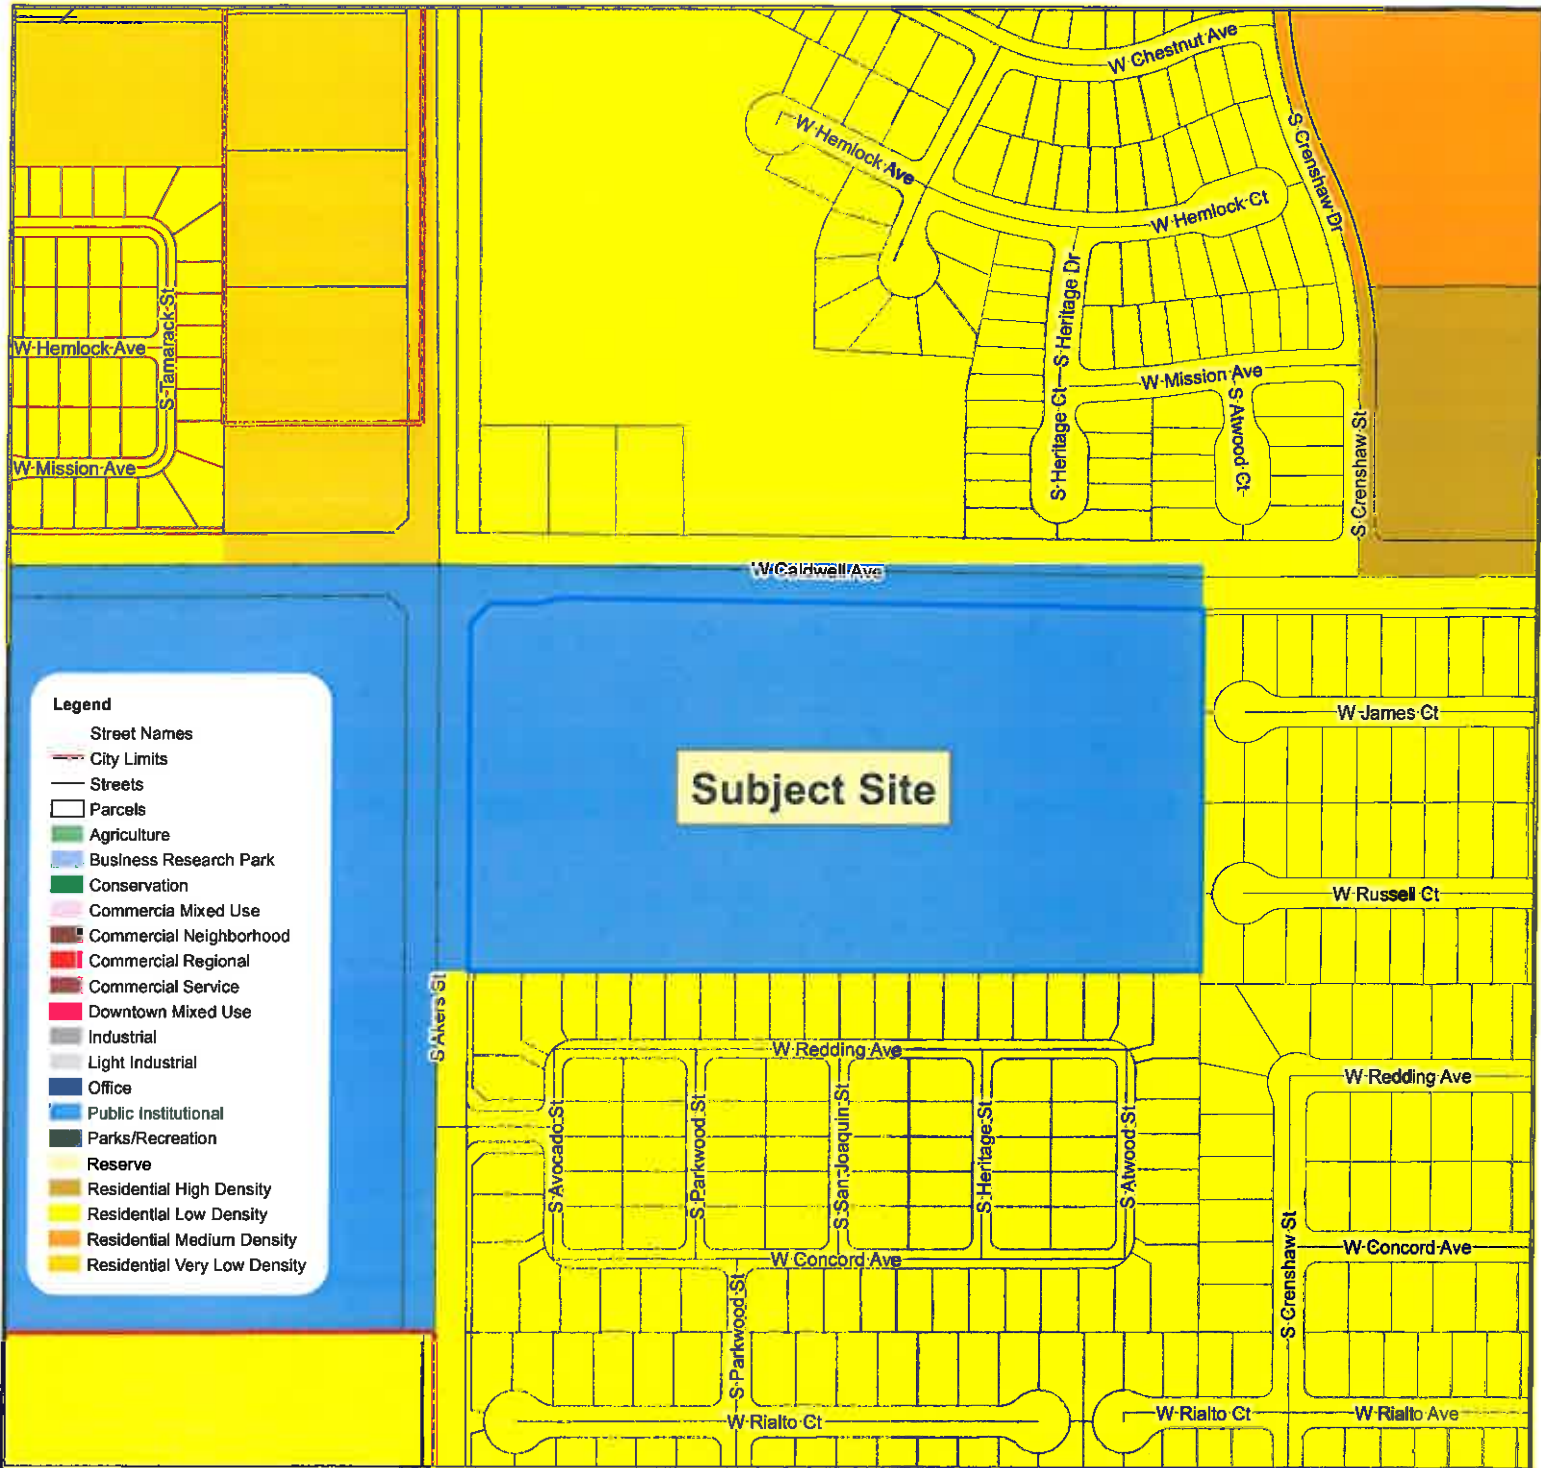 W Chestnut Ave
W Hemlock Ave
S Crenshaw Dr
W Hemlock Ct
S Heritage Dr
S Tamarack St
W Hemlock Ave
W Mission Ave
S Heritage Ct
S Atwood Ct
S Crenshaw St
W Mission Ave
W Caldwell Ave
Legend
Street Names
City Limits
Streets
Parcels
Agriculture
Business Research Park
Conservation
Commercia Mixed Use
Commercial Neighborhood
Commercial Regional
Commercial Service
Downtown Mixed Use
Industrial
Light Industrial
Office
Public Institutional
Parks/Recreation
Reserve
Residential High Density
Residential Low Density
Residential Medium Density
Residential Very Low Density
Subject Site
W James Ct
W Russell Ct
S Akers St
W Redding Ave
W Redding Ave
S Avocado St
S Parkwood St
S San Joaquin St
S Heritage St
S Atwood St
W Concord Ave
S Crenshaw St
W Concord Ave
S Parkwood St
W Rialto Ct
W Rialto Ct
W Rialto Ave